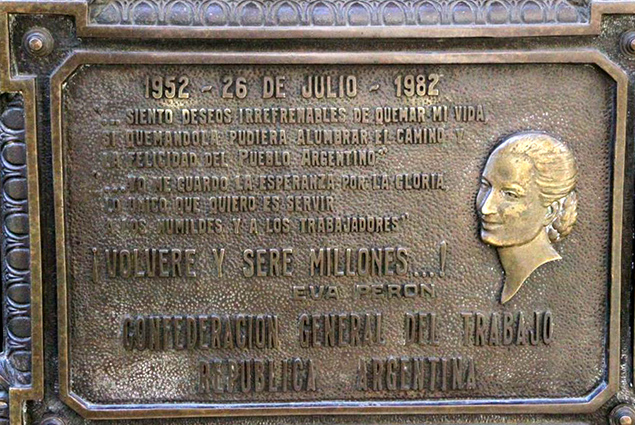 1952 - 26 DE JULIO - 1982
"... SIENTO DESEOS IRREFRENABLES DE QUEMAR MI VIDA
SI QUEMANDOLA PUDIERA ALUMBRAR EL CAMINO Y
LA FELICIDAD DEL PUEBLO ARGENTINO"
"... YO ME GUARDO LA ESPERANZA POR LA GLORIA
LO UNICO QUE QUIERO ES SERVIR
A LOS HUMILDES Y A LOS TRABAJADORES"
¡VOLVERE Y SERE MILLONES...!
EVA PERON
CONFEDERACION GENERAL DEL TRABAJO
REPUBLICA ARGENTINA